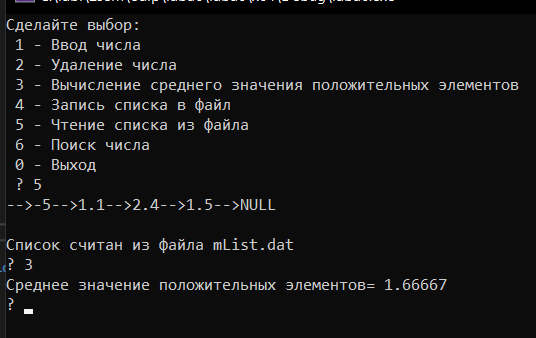 Сделайте выбор:
1 - Ввод числа
2 - Удаление числа
3 - Вычисление среднего значения положительных элементов
4 - Запись списка в файл
5 - Чтение списка из файла
6 - Поиск числа
0 - Выход
? 5
-->-5-->1.1-->2.4-->1.5-->NULL
Список считан из файла mList.dat
? 3
Среднее значение положительных элементов= 1.66667
?